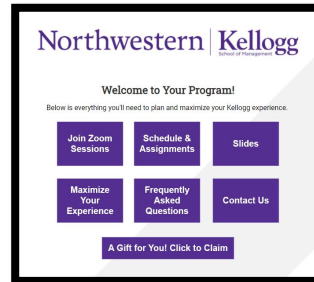 Northwestern | Kellogg
School of Management
Welcome to Your Program!
Below is everything you'll need to plan and maximize your Kellogg experience.
Join Zoom
Sessions
Schedule &
Assignments
Slides
Maximize
Your
Experience
Frequently
Asked
Questions
Contact Us
A Gift for You! Click to Claim